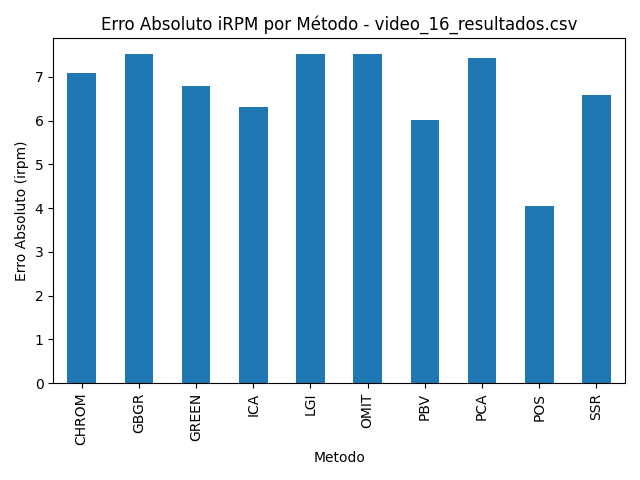 Erro Absoluto iRPM por Método - video_16_resultados.csv
Erro Absoluto (irpm)
7
6
5
4
3
2
1
0
CHROM
GBGR
GREEN
ICA
LGI
OMIT
PBV
PCA
POS
SSR
Metodo